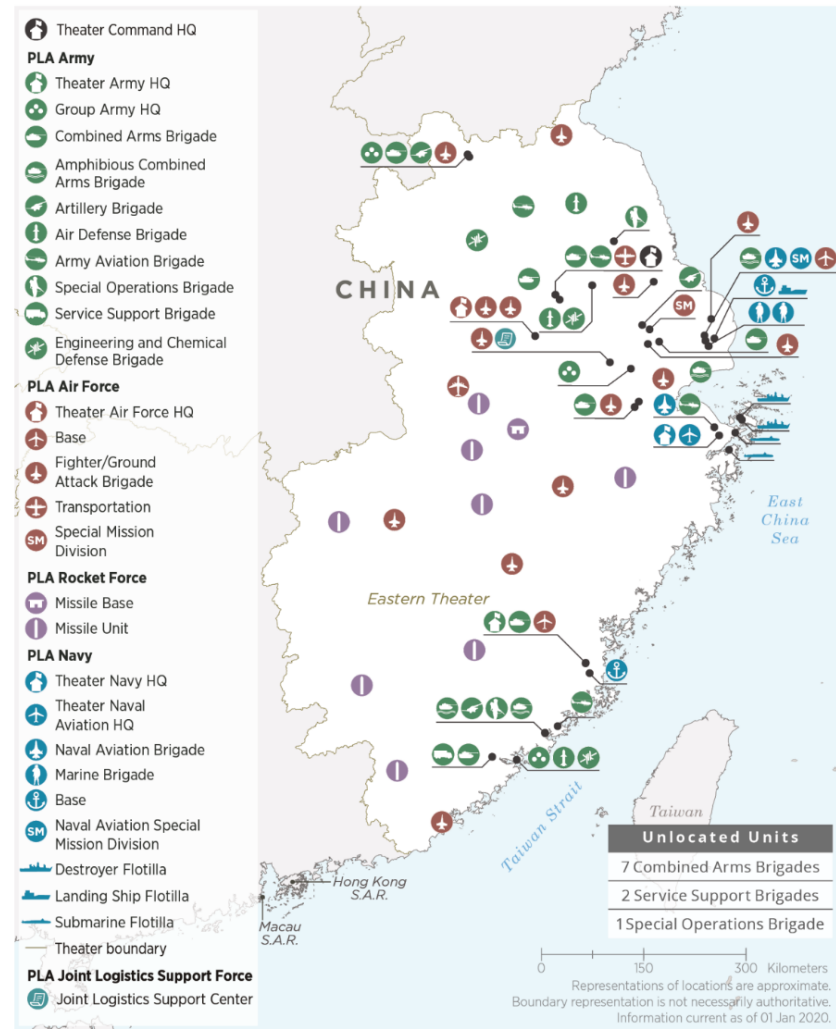 Theater Command HQ
PLA Army
Theater Army HQ
Group Army HQ
Combined Arms Brigade
Amphibious Combined
Arms Brigade
Artillery Brigade
Air Defense Brigade
Army Aviation Brigade
Special Operations Brigade
Service Support Brigade
Engineering and Chemical
Defense Brigade
PLA Air Force
Theater Air Force HQ
Base
Fighter/Ground
Attack Brigade
Transportation
SM
Special Mission
Division
PLA Rocket Force
Missile Base
Missile Unit
PLA Navy
Theater Navy HQ
Theater Naval
Aviation HQ
Naval Aviation Brigade
Marine Brigade
Base
SM
Naval Aviation Special
Mission Division
Destroyer Flotilla
Landing Ship Flotilla
Submarine Flotilla
Theater boundary
PLA Joint Logistics Support Force
Joint Logistics Support Center
CHINA
SM
SM
East
China
Sea
Eastern Theater
Taiwan Strait
Taiwan
Hong Kong
S.A.R.
Macau
S.A.R.
Unlocated Units
7 Combined Arms Brigades
2 Service Support Brigades
1 Special Operations Brigade
0 150 300 Kilometers
Representations of locations are approximate.
Boundary representation is not necessarily authoritative.
Information current as of 01 Jan 2020.